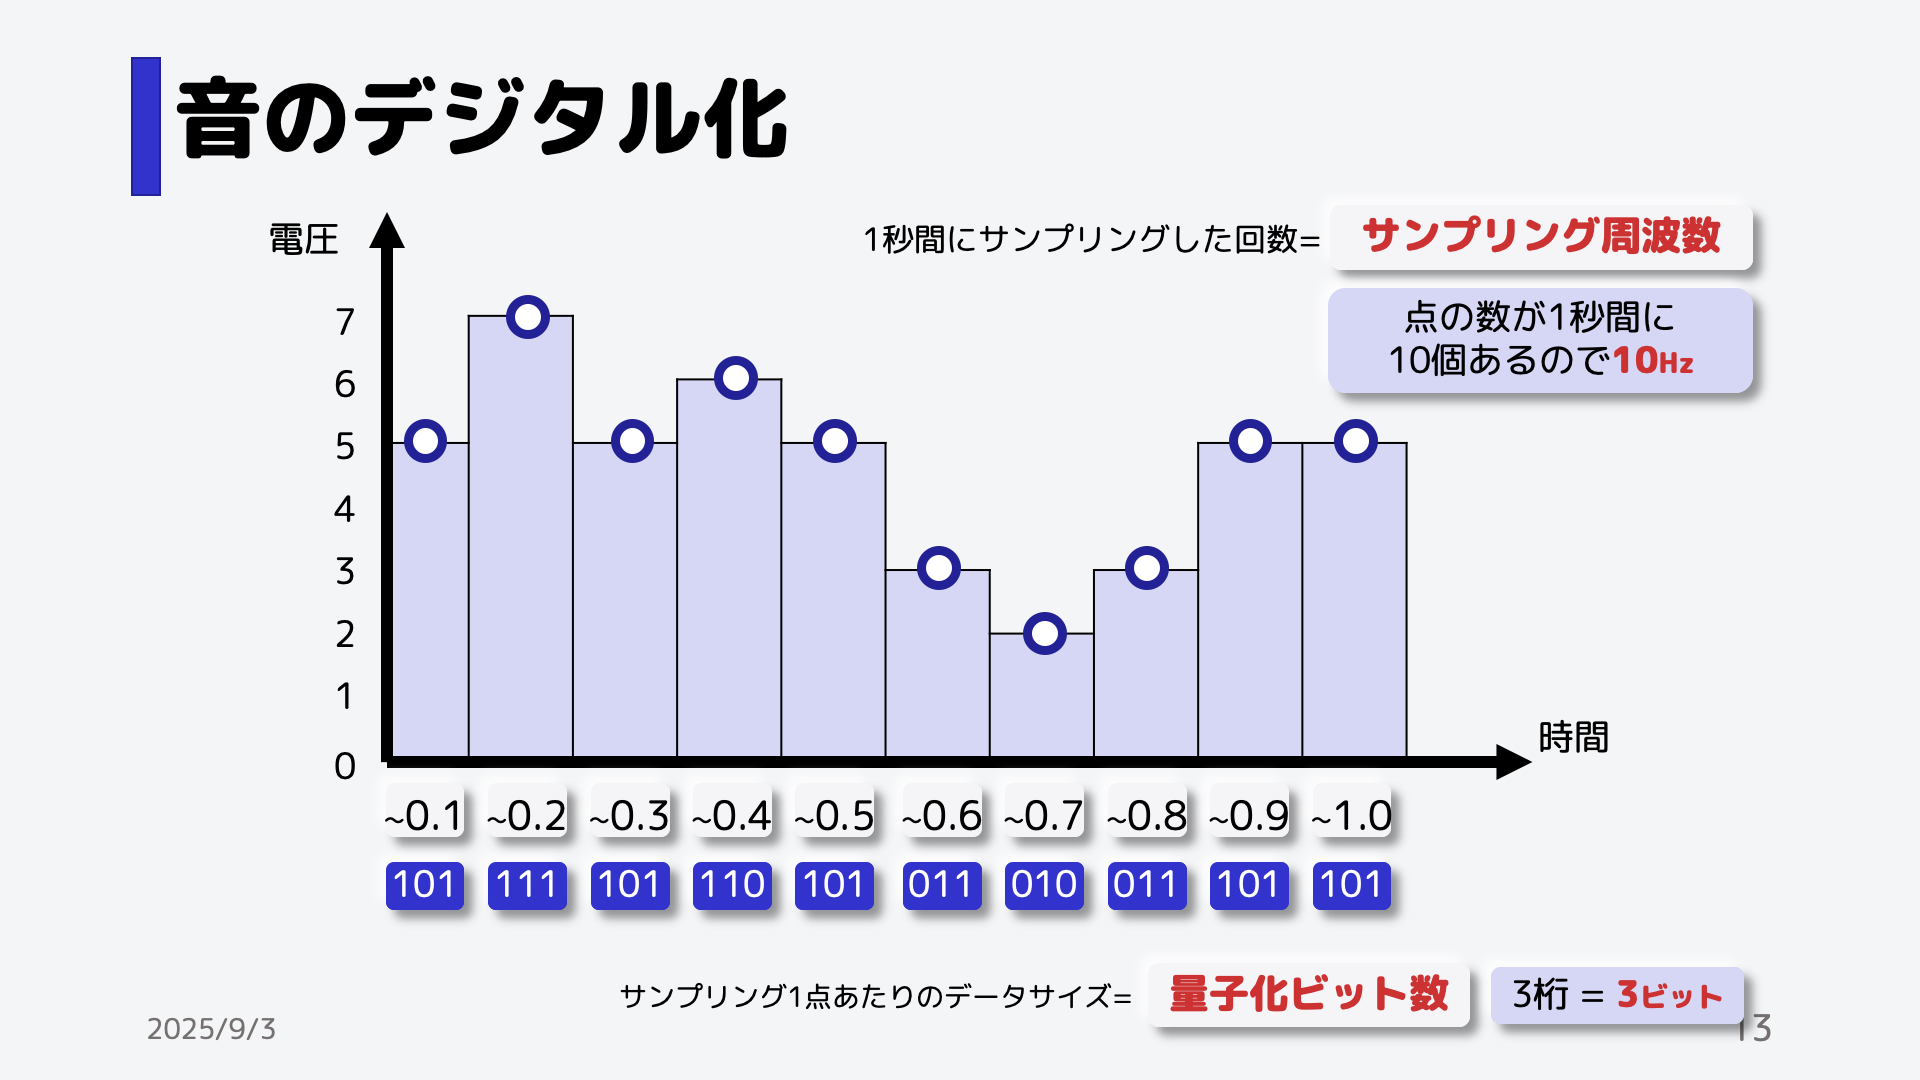 音のデジタル化
電圧
1秒間にサンプリングした回数=
サンプリング周波数
点の数が1秒間に
10個あるので10Hz
7
6
5
4
3
2
1
0
時間
~0.1 ~0.2 ~0.3 ~0.4 ~0.5 ~0.6 ~0.7 ~0.8 ~0.9 ~1.0
101 111 101 110 101 011 010 011 101 101
サンプリング1点あたりのデータサイズ=
量子化ビット数
3桁 = 3ビット
2025/9/3
13